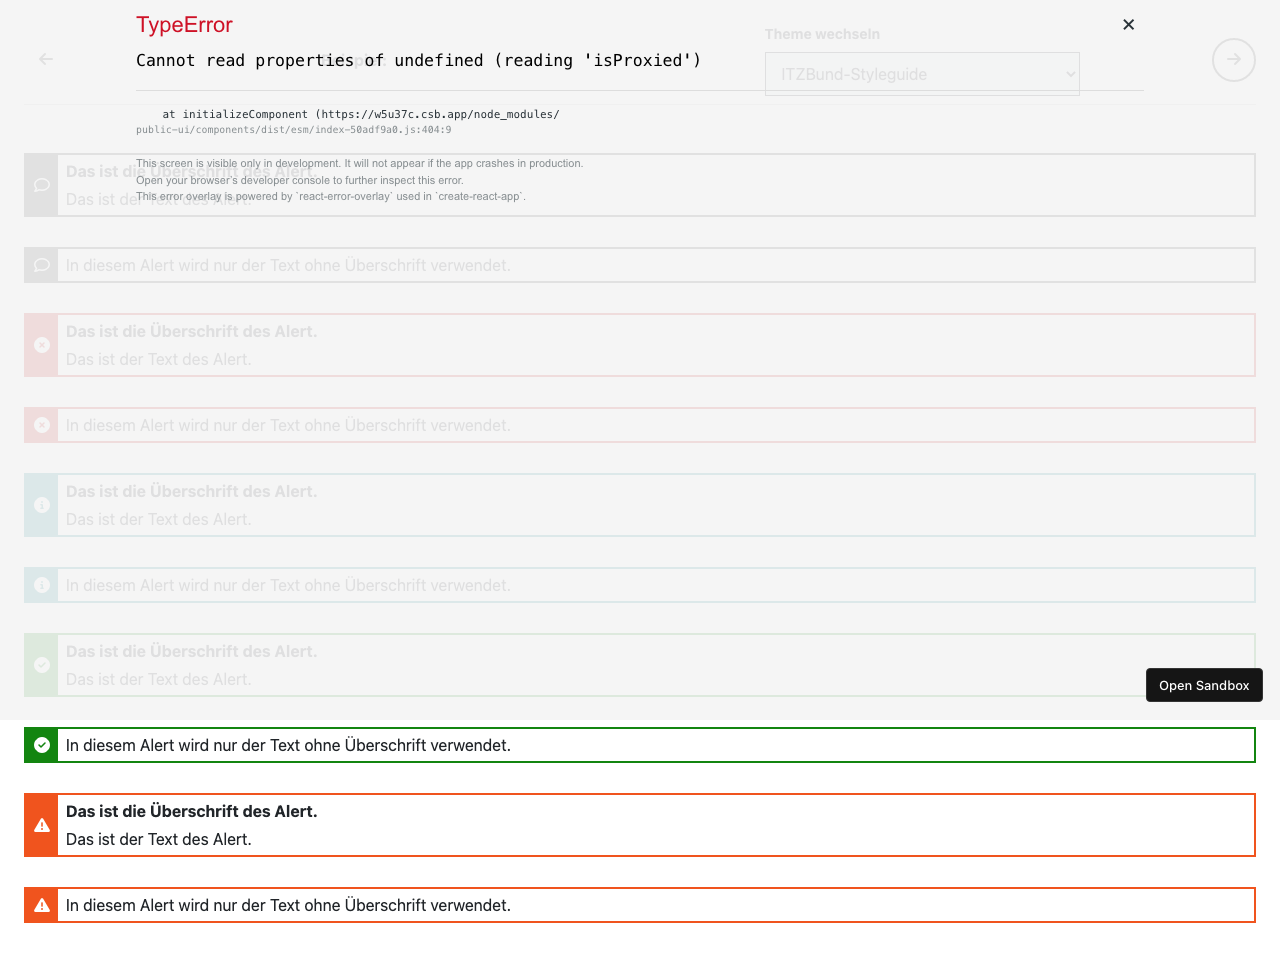 TypeError
Theme wechseln
Cannot read properties of undefined (reading 'isProxied')
ITZBund-Styleguide
at initializeComponent (https://w5u37c.csb.app/node_modules/
public-ui/components/dist/esm/index-50adf9a0.js:404:9
This screen is visible only in development. It will not appear if the app crashes in production.
Das ist die Überschrift des Alert.
Open your browser's developer console to further inspect this error.
This error overlay is powered by `react-error-overlay` used in `create-react-app`.
Das ist der Text des Alert.
In diesem Alert wird nur der Text ohne Überschrift verwendet.
Das ist die Überschrift des Alert.
Das ist der Text des Alert.
In diesem Alert wird nur der Text ohne Überschrift verwendet.
Das ist die Überschrift des Alert.
Das ist der Text des Alert.
In diesem Alert wird nur der Text ohne Überschrift verwendet.
Das ist die Überschrift des Alert.
Das ist der Text des Alert.
Open Sandbox
In diesem Alert wird nur der Text ohne Überschrift verwendet.
Das ist die Überschrift des Alert.
Das ist der Text des Alert.
In diesem Alert wird nur der Text ohne Überschrift verwendet.